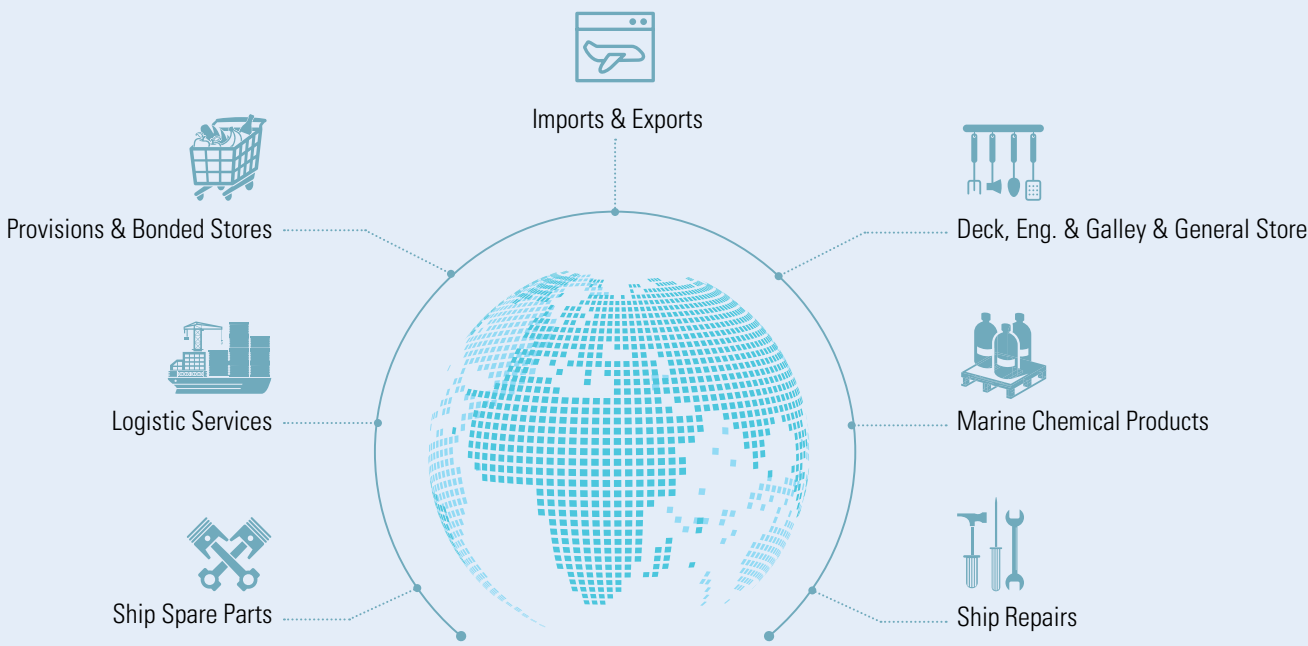 Imports & Exports
Provisions & Bonded Stores
Deck, Eng. & Galley & General Store
Logistic Services
Marine Chemical Products
Ship Spare Parts
Ship Repairs